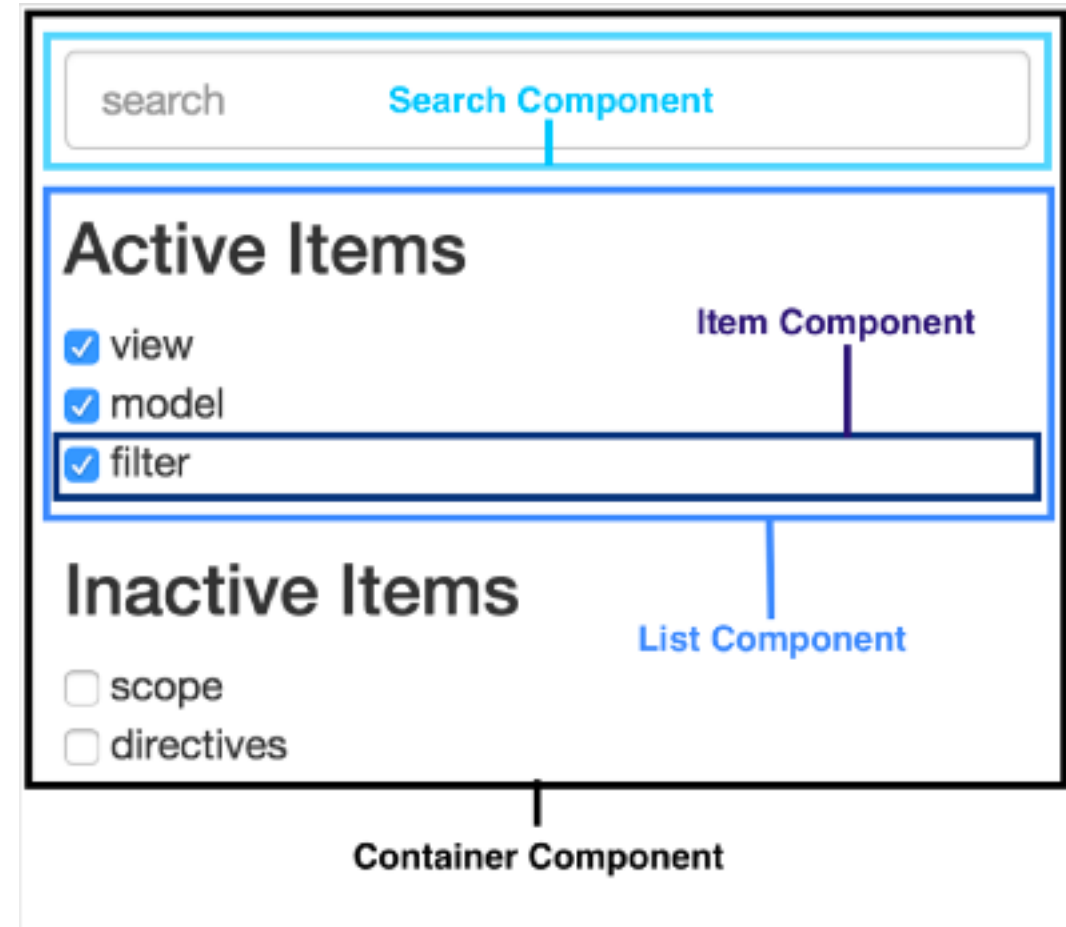 search Search Component
Active Items
Item Component
view
model
filter
Inactive Items
List Component
scope
directives
Container Component